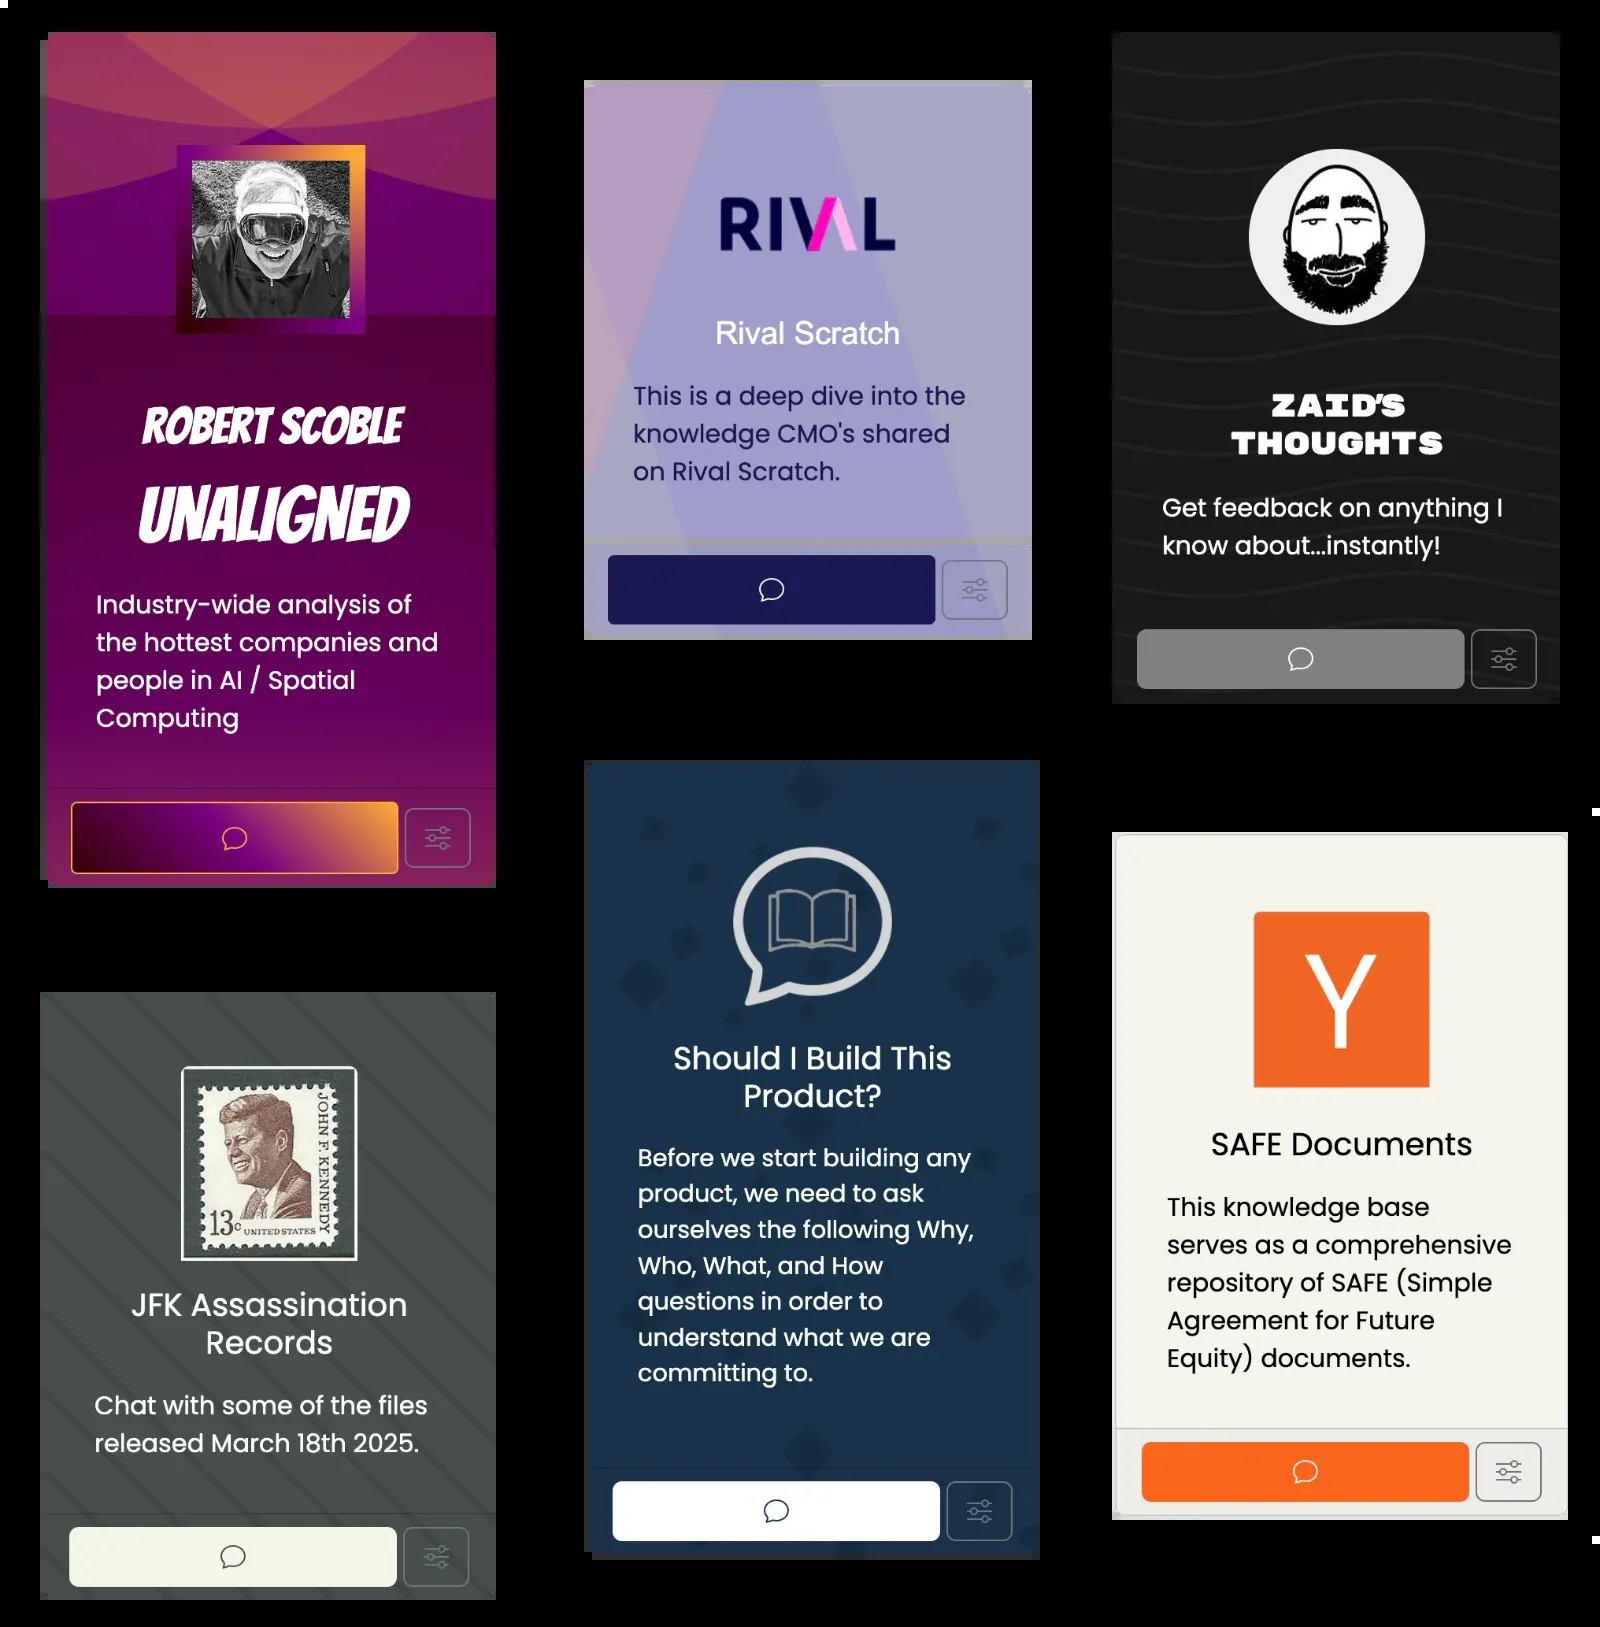 ROBERT SCOBLE
UNALIGNED
Industry-wide analysis of
the hottest companies and
people in AI / Spatial
Computing
RIVAL
Rival Scratch
This is a deep dive into the
knowledge CMO's shared
on Rival Scratch.
ZAID'S
THOUGHTS
Get feedback on anything I
know about...instantly!
JOHN F. KENNEDY
13c UNITED STATES
JFK Assassination
Records
Chat with some of the files
released March 18th 2025.
Should I Build This
Product?
Before we start building any
product, we need to ask
ourselves the following Why,
Who, What, and How
questions in order to
understand what we are
committing to.
Y
SAFE Documents
This knowledge base
serves as a comprehensive
repository of SAFE (Simple
Agreement for Future
Equity) documents.